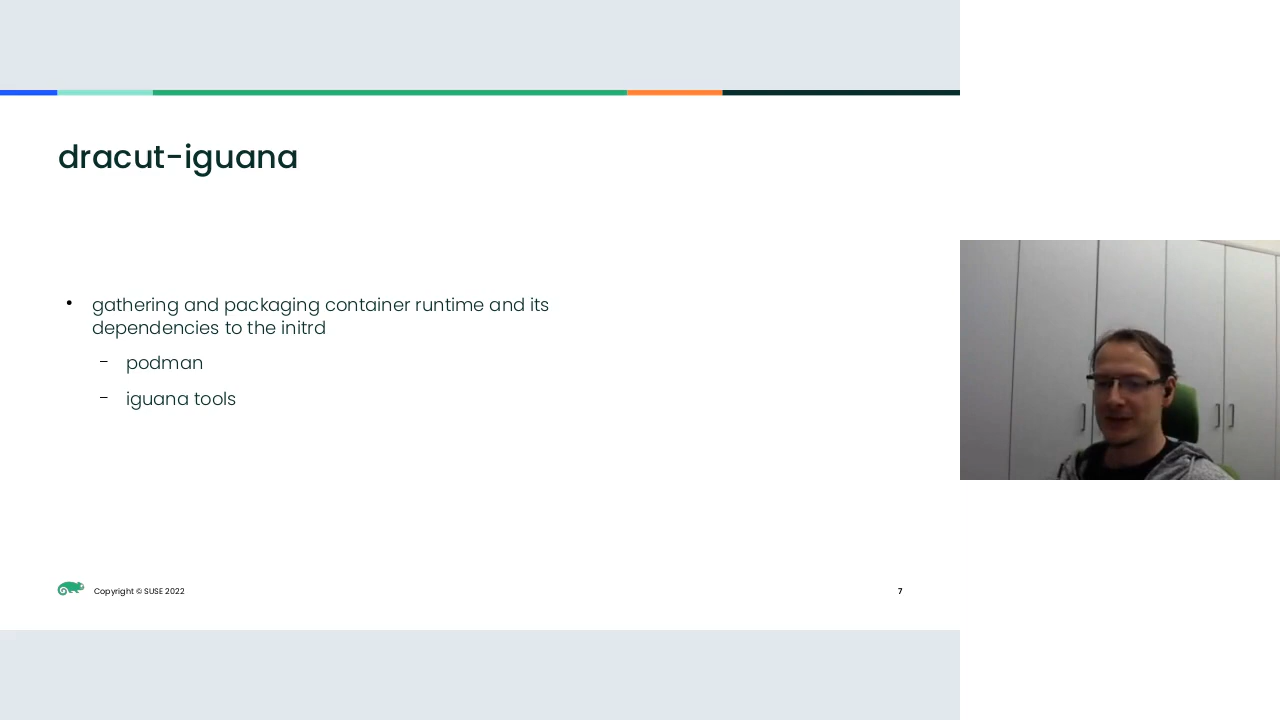 dracut-iguana
• gathering and packaging container runtime and its
dependencies to the initrd
– podman
– iguana tools
Copyright © SUSE 2022
7